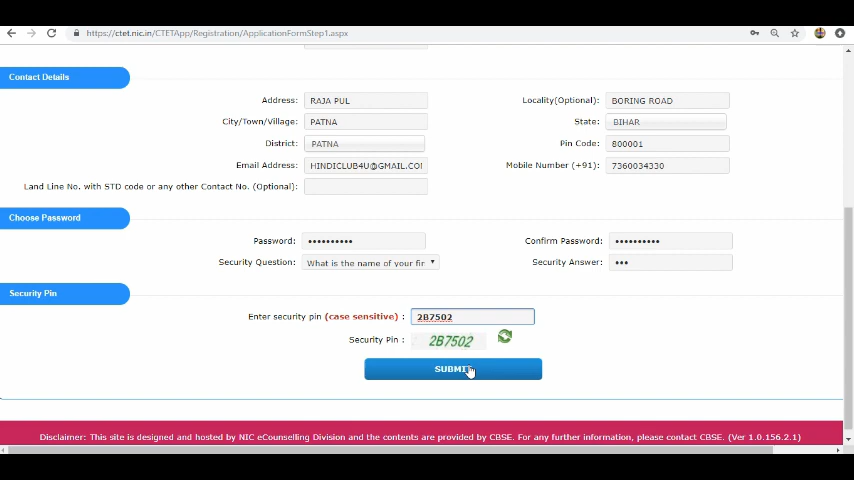 https://ctet.nic.in/CTETApp/Registration/ApplicationFormStep1.aspx
Contact Details
Address: RAJA PUL Locality(Optional): BORING ROAD
City/Town/Village: PATNA State: BIHAR
District: PATNA Pin Code: 800001
Email Address: HINDICLUB4U@GMAIL.CO Mobile Number (+91): 7360034330
Land Line No. with STD code or any other Contact No. (Optional):
Choose Password
Password: •••••••••• Confirm Password: ••••••••••
Security Question: What is the name of your fir Security Answer: •••
Security Pin
Enter security pin (case sensitive) : 2B7502
Security Pin : 2B7502
SUBMIT
Disclaimer: This site is designed and hosted by NIC eCounselling Division and the contents are provided by CBSE. For any further information, please contact CBSE. (Ver 1.0.156.2.1)